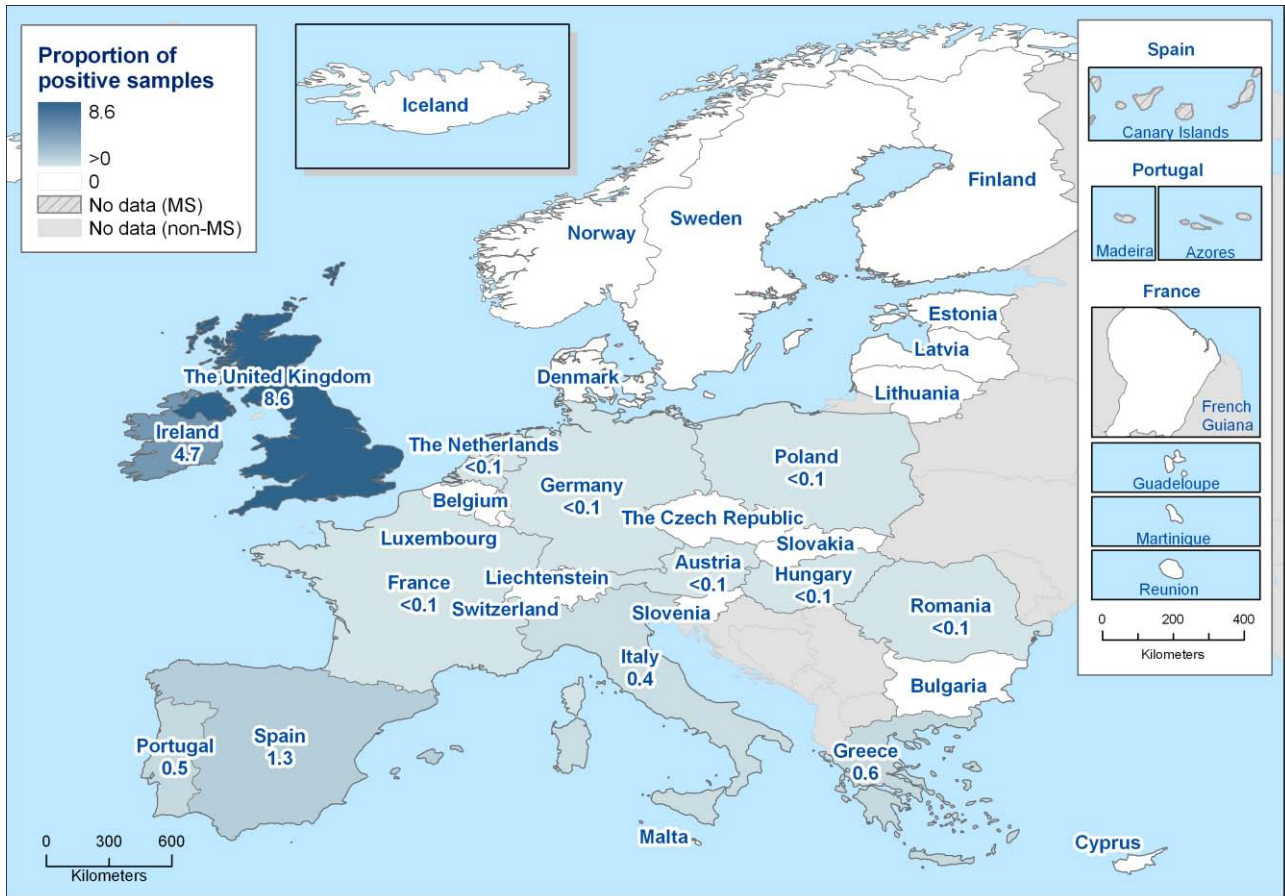 Proportion of
positive samples
8.6
>0
0
No data (MS)
No data (non-MS)
Iceland
Norway
Sweden
Finland
Estonia
Latvia
Lithuania
Denmark
The United Kingdom
8.6
Ireland
4.7
The Netherlands
<0.1
Belgium
Luxembourg
Germany
<0.1
Poland
<0.1
The Czech Republic
Slovakia
Austria
<0.1
Hungary
<0.1
Liechtenstein
Switzerland
France
<0.1
Slovenia
Romania
<0.1
Bulgaria
Italy
0.4
Portugal
0.5
Spain
1.3
Greece
0.6
Malta
Cyprus
0 300 600
Kilometers
Spain
Canary Islands
Portugal
Madeira
Azores
France
French
Guiana
Guadeloupe
Martinique
Reunion
0 200 400
Kilometers